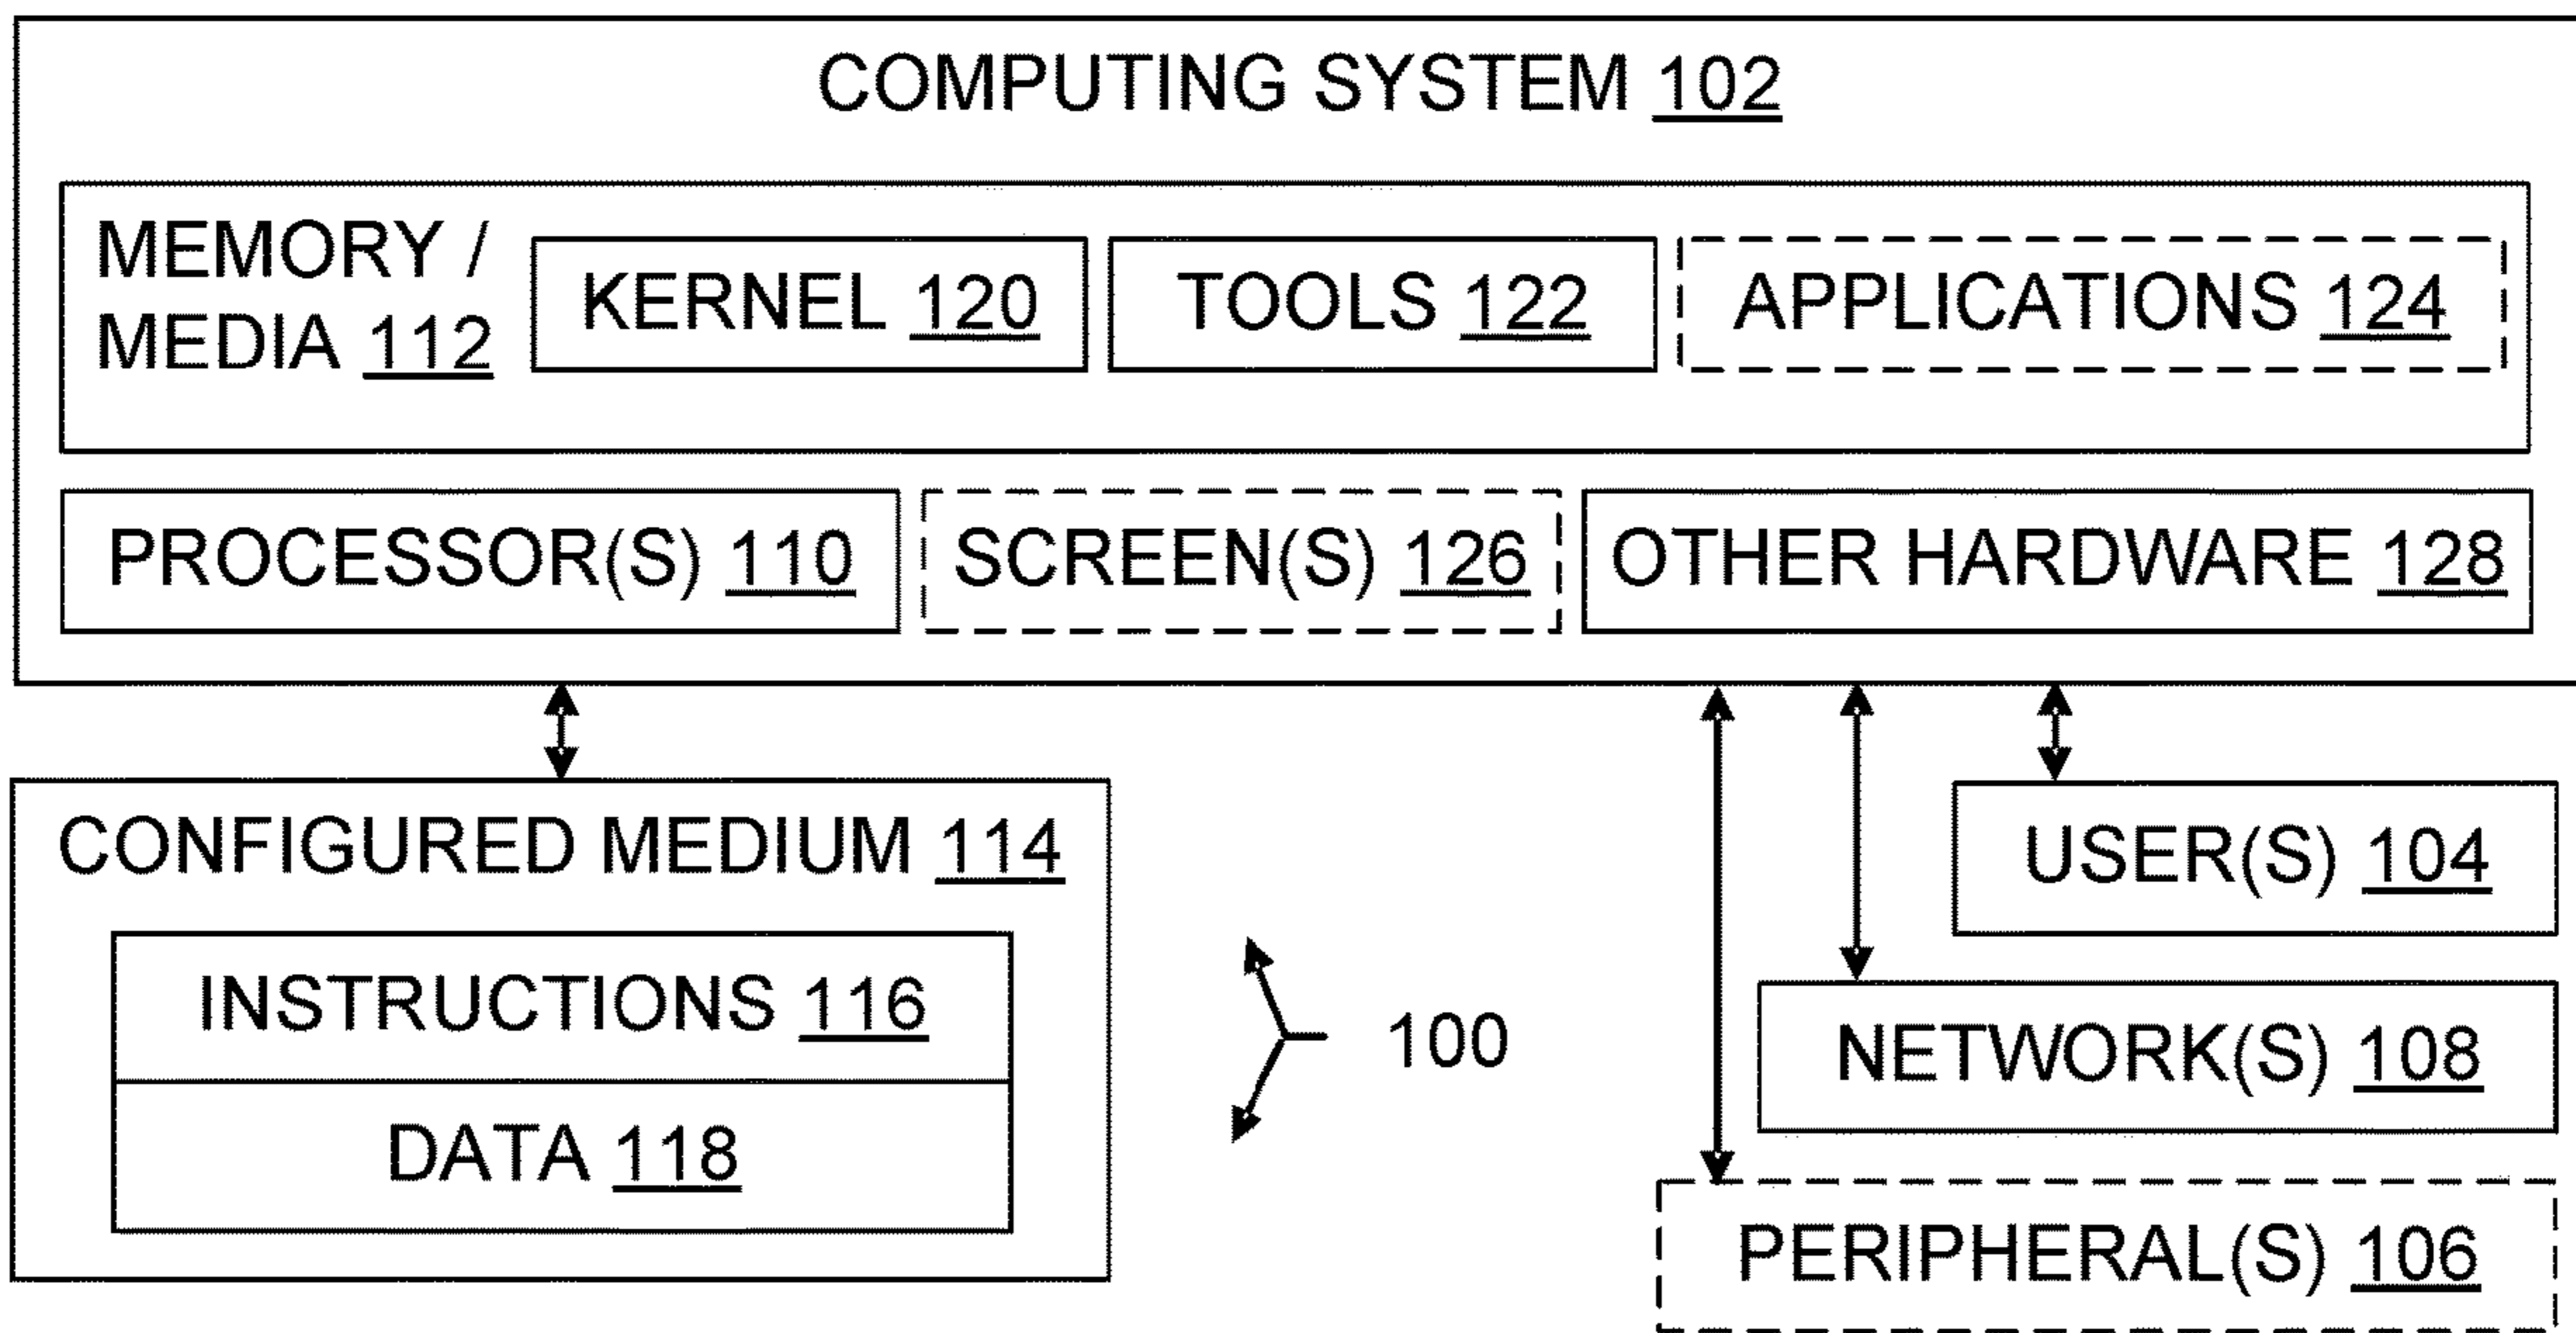 COMPUTING SYSTEM 102
MEMORY /
MEDIA 112
KERNEL 120
TOOLS 122
APPLICATIONS 124
PROCESSOR(S) 110
SCREEN(S) 126
OTHER HARDWARE 128
CONFIGURED MEDIUM 114
INSTRUCTIONS 116
DATA 118
100
USER(S) 104
NETWORK(S) 108
PERIPHERAL(S) 106